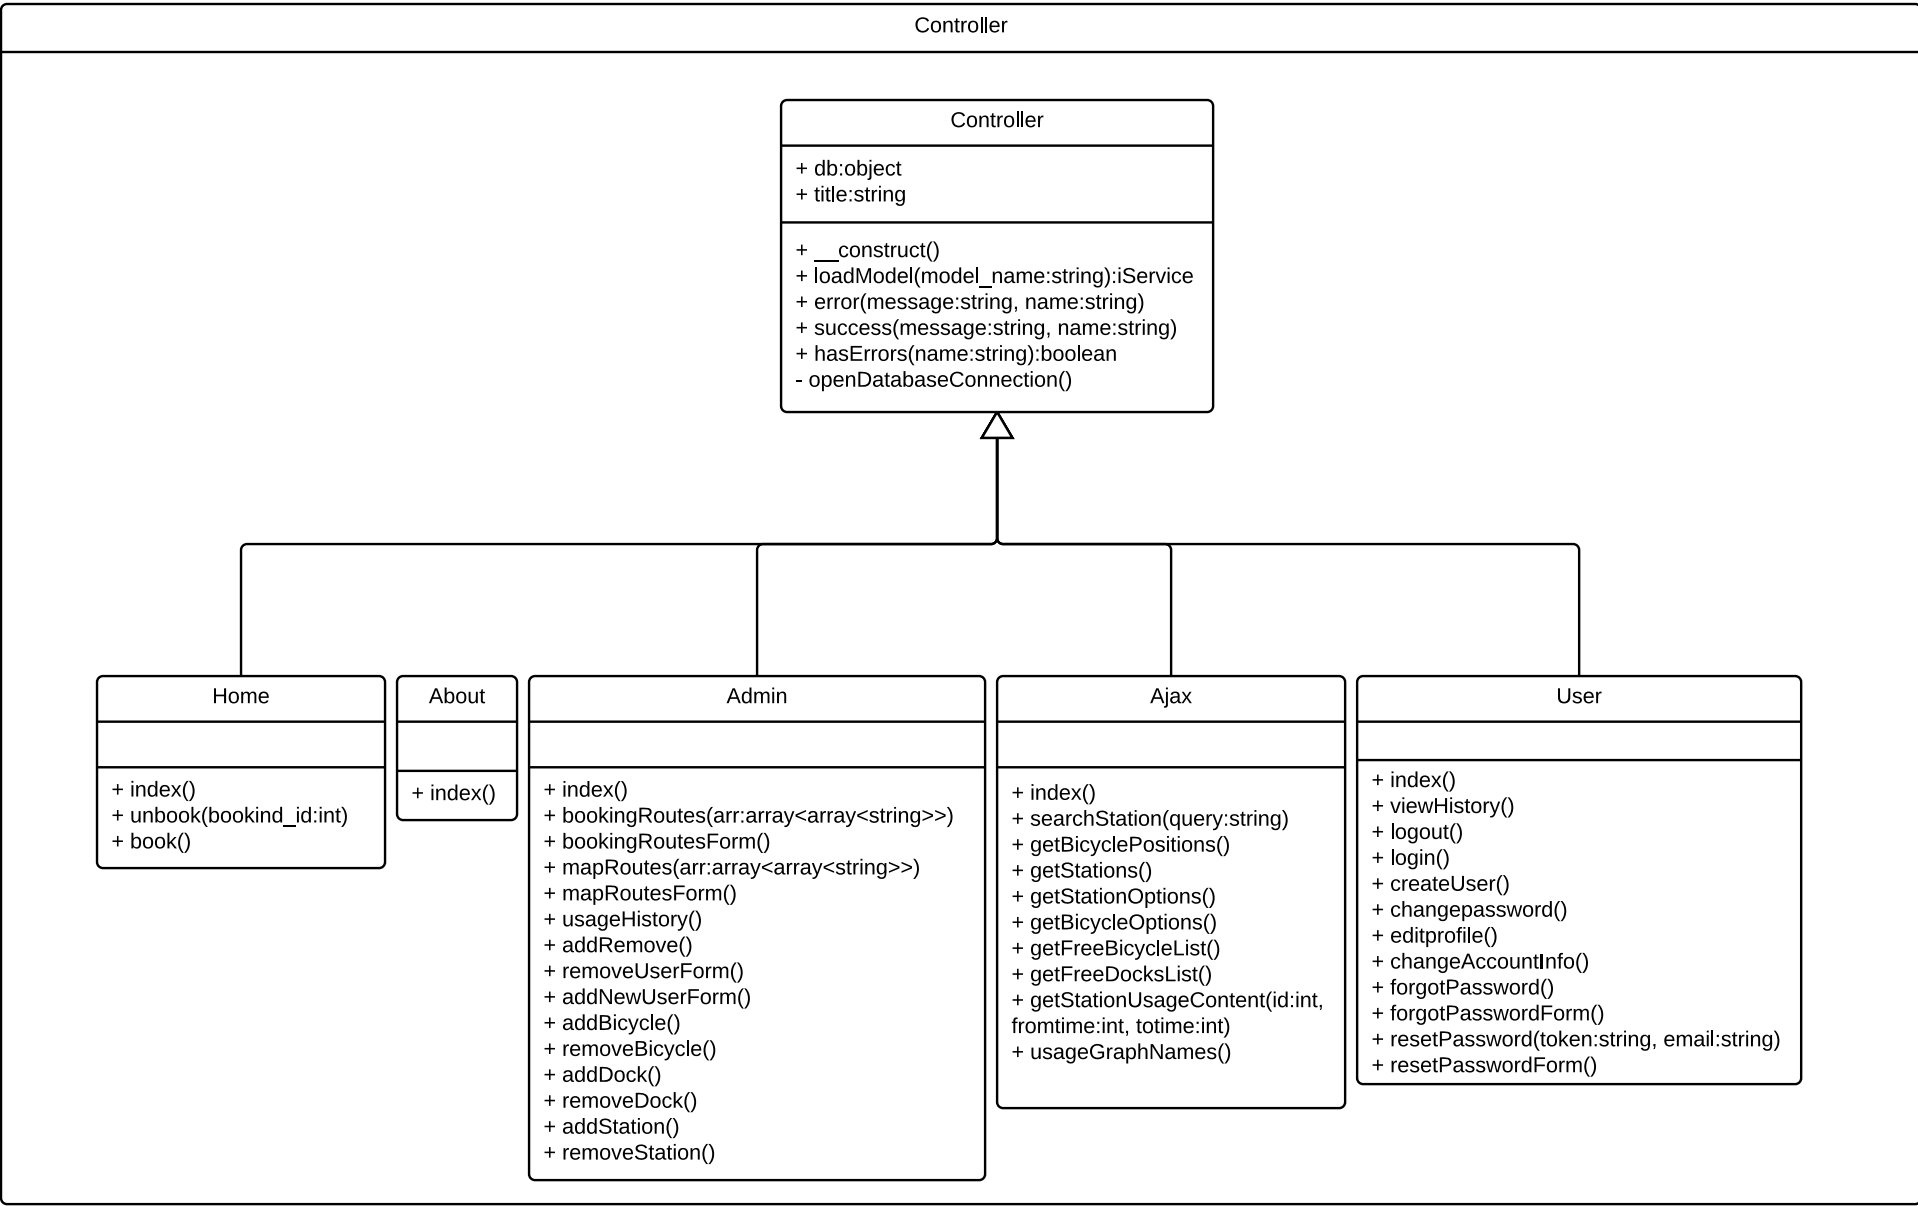 Controller
Controller
+ db:object
+ title:string
+ __construct()
+ loadModel(model_name:string):iService
+ error(message:string, name:string)
+ success(message:string, name:string)
+ hasErrors(name:string):boolean
- openDatabaseConnection()
Home
+ index()
+ unbook(bookind_id:int)
+ book()
About
+ index()
Admin
+ index()
+ bookingRoutes(arr:array<array<string>>)
+ bookingRoutesForm()
+ mapRoutes(arr:array<array<string>>)
+ mapRoutesForm()
+ usageHistory()
+ addRemove()
+ removeUserForm()
+ addNewUserForm()
+ addBicycle()
+ removeBicycle()
+ addDock()
+ removeDock()
+ addStation()
+ removeStation()
Ajax
+ index()
+ searchStation(query:string)
+ getBicyclePositions()
+ getStations()
+ getStationOptions()
+ getBicycleOptions()
+ getFreeBicycleList()
+ getFreeDocksList()
+ getStationUsageContent(id:int,
fromtime:int, totime:int)
+ usageGraphNames()
User
+ index()
+ viewHistory()
+ logout()
+ login()
+ createUser()
+ changepassword()
+ editprofile()
+ changeAccountInfo()
+ forgotPassword()
+ forgotPasswordForm()
+ resetPassword(token:string, email:string)
+ resetPasswordForm()